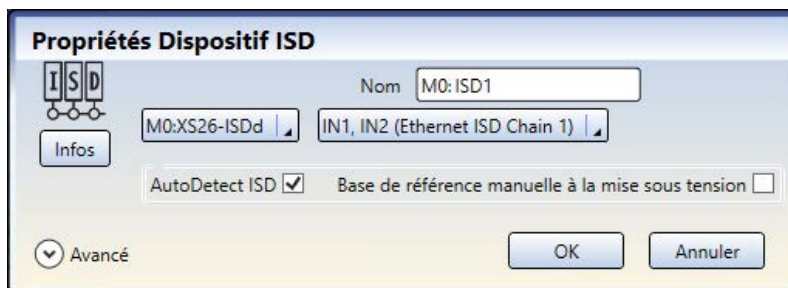 Propriétés Dispositif ISD
ISD
Nom M0:ISD1
M0:XS26-ISDd IN1, IN2 (Ethernet ISD Chain 1)
Infos
AutoDetect ISD Base de référence manuelle à la mise sous tension
Avancé OK Annuler